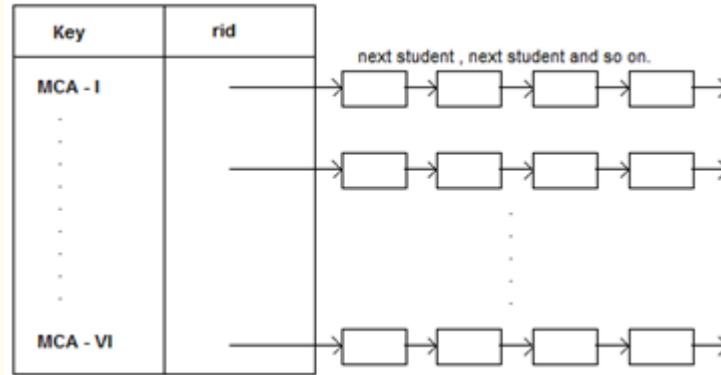 Key rid
next student , next student and so on.
MCA - I
MCA - VI